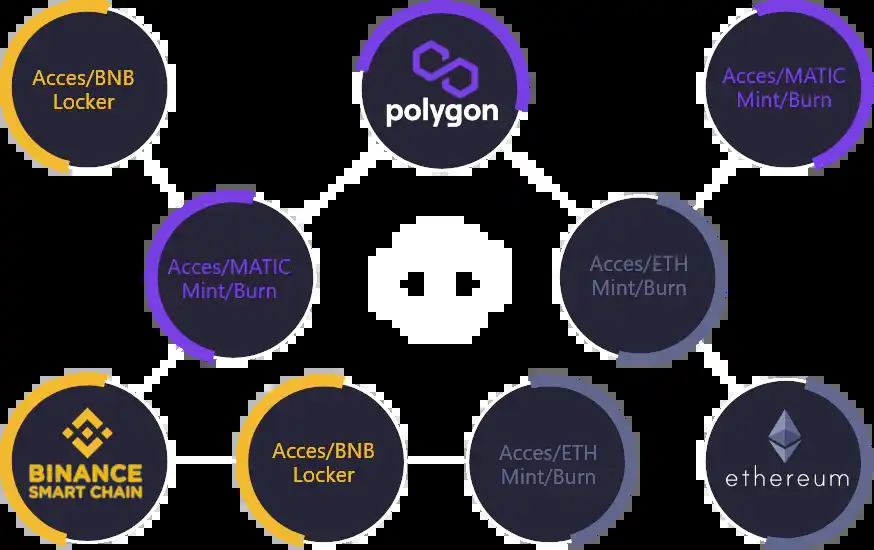 Acces/BNB
Locker
polygon
Acces/MATIC
Mint/Burn
Acces/MATIC
Mint/Burn
Acces/ETH
Mint/Burn
BINANCE
SMART CHAIN
Acces/BNB
Locker
Acces/ETH
Mint/Burn
ethereum